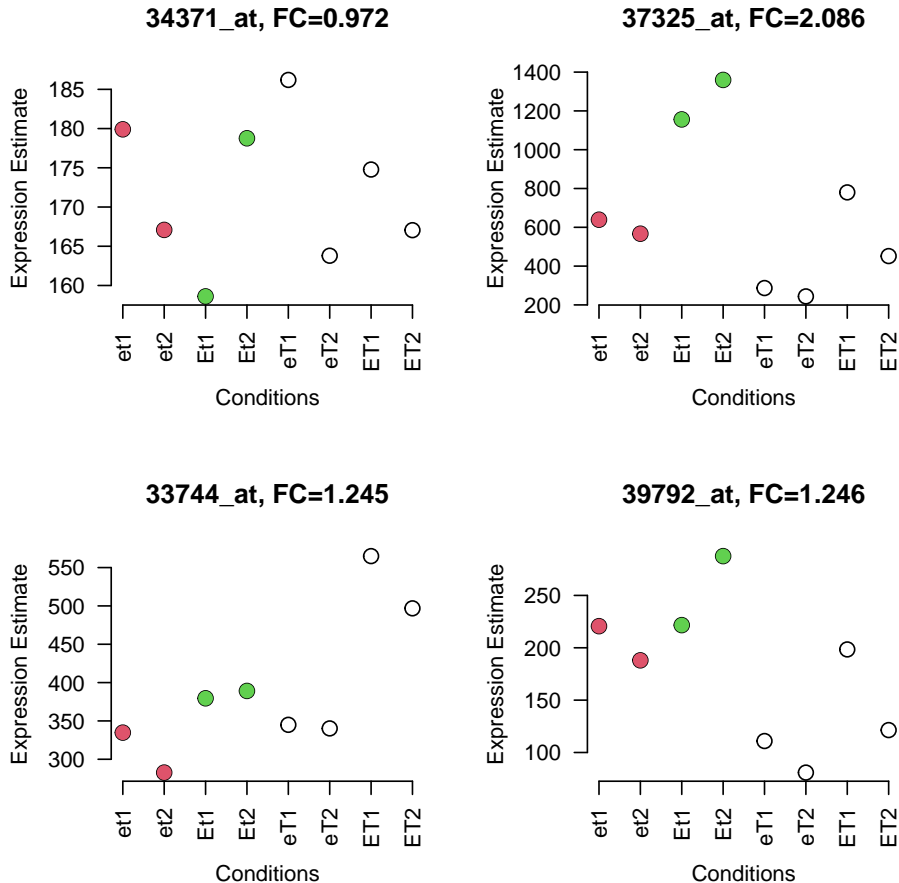 34371_at, FC=0.972
Expression Estimate
185
180
175
170
165
160
et1
et2
Et1
Et2
eT1
eT2
ET1
ET2
Conditions
37325_at, FC=2.086
Expression Estimate
1400
1200
1000
800
600
400
200
et1
et2
Et1
Et2
eT1
eT2
ET1
ET2
Conditions
33744_at, FC=1.245
Expression Estimate
550
500
450
400
350
300
et1
et2
Et1
Et2
eT1
eT2
ET1
ET2
Conditions
39792_at, FC=1.246
Expression Estimate
250
200
150
100
et1
et2
Et1
Et2
eT1
eT2
ET1
ET2
Conditions